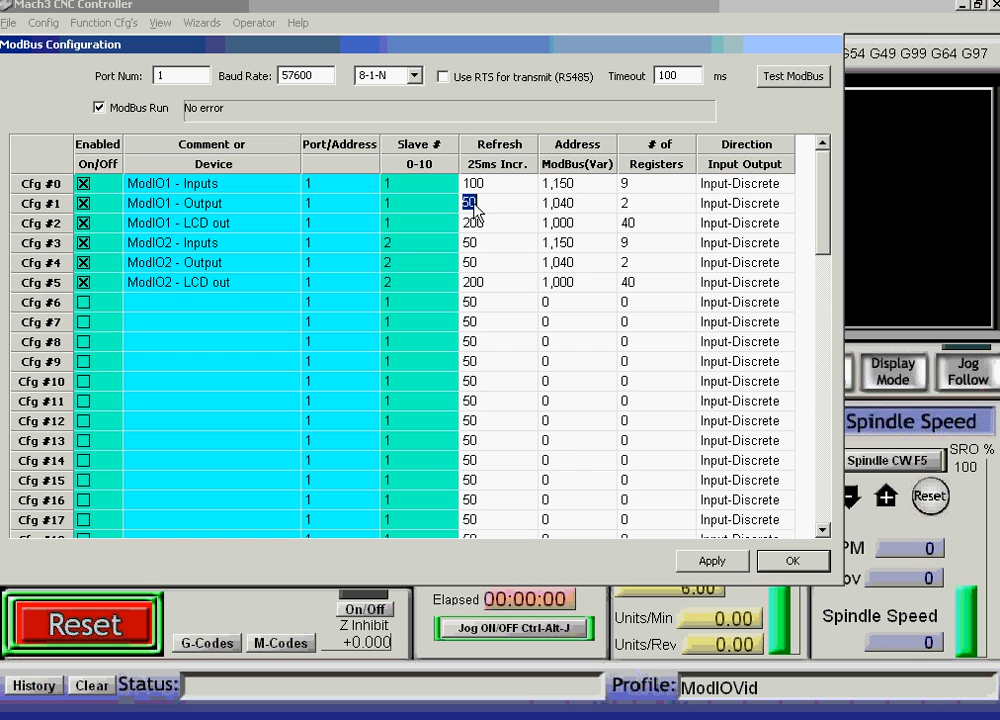 Mach3 CNC Controller
File Config Function Cfg's View Wizards Operator Help
ModBus Configuration
Port Num: 1 Baud Rate: 57600 8-1-N Use RTS for transmit (RS485) Timeout 100 ms Test ModBus
ModBus Run No error
Enabled Comment or Port/Address Slave # Refresh Address # of Direction
On/Off Device 0-10 25ms Incr. ModBus(Var) Registers Input Output
Cfg #0 ModIO1 - Inputs 1 1 100 1,150 9 Input-Discrete
Cfg #1 ModIO1 - Output 1 1 50 1,040 2 Input-Discrete
Cfg #2 ModIO1 - LCD out 1 1 200 1,000 40 Input-Discrete
Cfg #3 ModIO2 - Inputs 1 2 50 1,150 9 Input-Discrete
Cfg #4 ModIO2 - Output 1 2 50 1,040 2 Input-Discrete
Cfg #5 ModIO2 - LCD out 1 2 200 1,000 40 Input-Discrete
Cfg #6 1 1 50 0 0 Input-Discrete
Cfg #7 1 1 50 0 0 Input-Discrete
Cfg #8 1 1 50 0 0 Input-Discrete
Cfg #9 1 1 50 0 0 Input-Discrete
Cfg #10 1 1 50 0 0 Input-Discrete
Cfg #11 1 1 50 0 0 Input-Discrete
Cfg #12 1 1 50 0 0 Input-Discrete
Cfg #13 1 1 50 0 0 Input-Discrete
Cfg #14 1 1 50 0 0 Input-Discrete
Cfg #15 1 1 50 0 0 Input-Discrete
Cfg #16 1 1 50 0 0 Input-Discrete
Cfg #17 1 1 50 0 0 Input-Discrete
Apply OK
G54 G49 G99 G64 G97
Display Mode
Jog Follow
Spindle Speed
Spindle CW F5
SRO %
100
Reset
PM 0
ov 0
Spindle Speed
0
Reset
G-Codes M-Codes
On/Off
Z Inhibit
+0.000
Elapsed 00:00:00
Jog ON/OFF Ctrl-Alt-J
6.00
Units/Min 0.00
Units/Rev 0.00
History Clear Status: Profile: ModIOVid